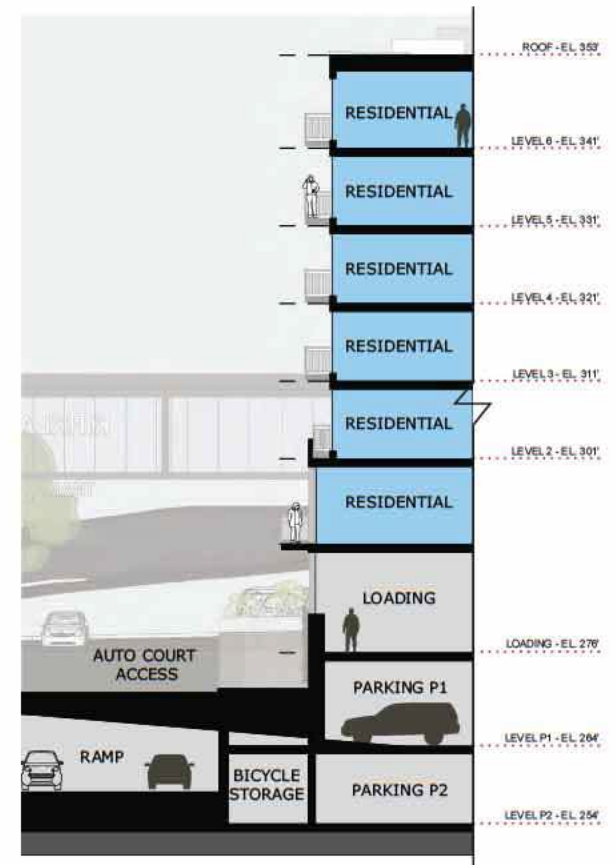 ROOF - EL. 353'
RESIDENTIAL
LEVEL 6 - EL. 341'
RESIDENTIAL
LEVEL 5 - EL. 331'
RESIDENTIAL
LEVEL 4 - EL. 321'
RESIDENTIAL
LEVEL 3 - EL. 311'
RESIDENTIAL
LEVEL 2 - EL. 301'
RESIDENTIAL
LOADING
LOADING - EL. 276'
AUTO COURT
ACCESS
PARKING P1
LEVEL P1 - EL. 264'
RAMP
BICYCLE
STORAGE
PARKING P2
LEVEL P2 - EL. 254'